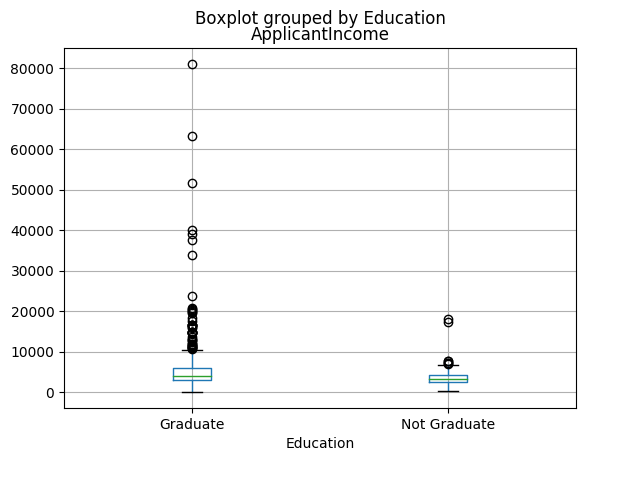 Boxplot grouped by Education
ApplicantIncome
80000
70000
60000
50000
40000
30000
20000
10000
0
Graduate
Not Graduate
Education